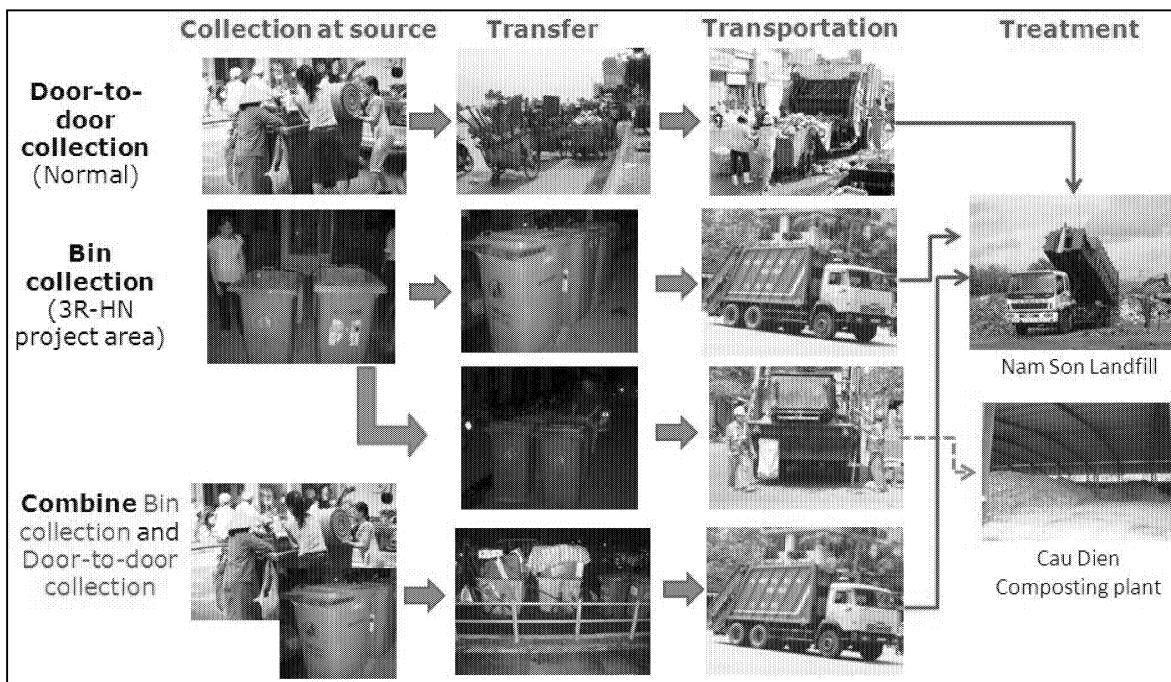 Collection at source Transfer Transportation Treatment
Door-to-
door
collection
(Normal)
Bin
collection
(3R-HN
project area)
Nam Son Landfill
Combine Bin
collection and
Door-to-door
collection
Cau Dien
Composting plant